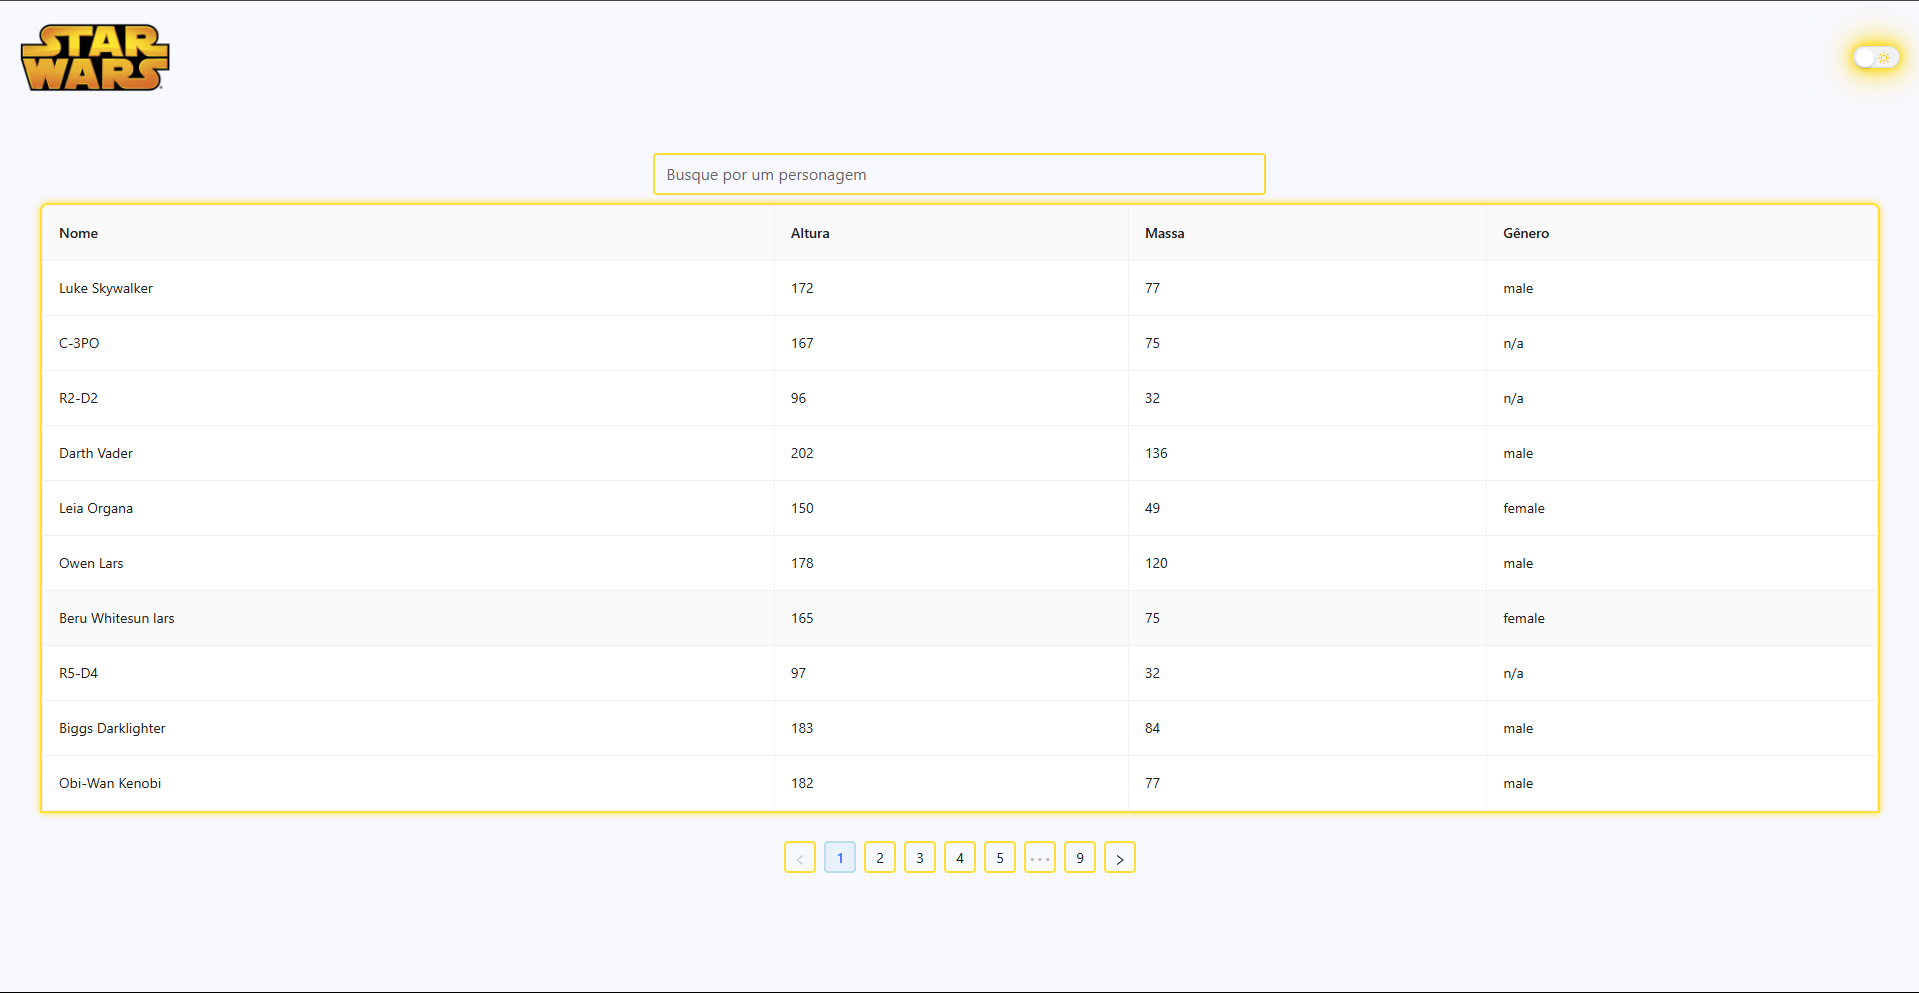 STAR
WARS
Busque por um personagem
Nome Altura Massa Gênero
Luke Skywalker 172 77 male
C-3PO 167 75 n/a
R2-D2 96 32 n/a
Darth Vader 202 136 male
Leia Organa 150 49 female
Owen Lars 178 120 male
Beru Whitesun lars 165 75 female
R5-D4 97 32 n/a
Biggs Darklighter 183 84 male
Obi-Wan Kenobi 182 77 male
< 1 2 3 4 5 ••• 9 >